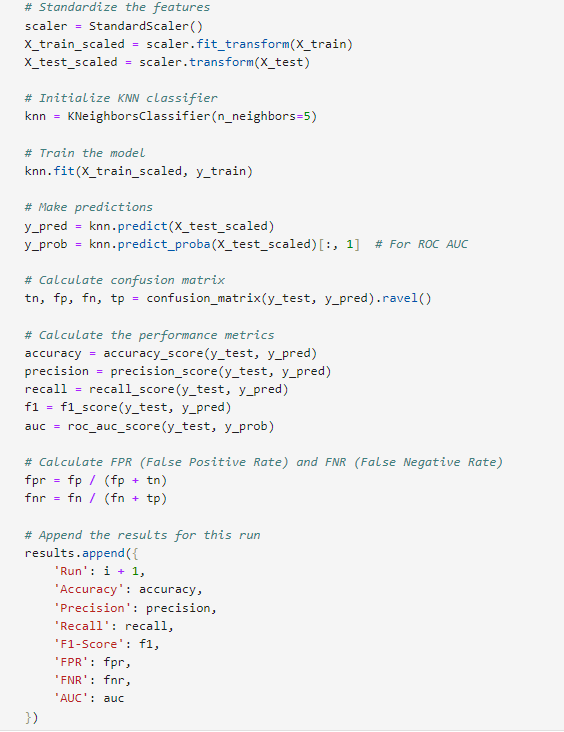 # Standardize the features
scaler = StandardScaler()
X_train_scaled = scaler.fit_transform(X_train)
X_test_scaled = scaler.transform(X_test)

# Initialize KNN classifier
knn = KNeighborsClassifier(n_neighbors=5)

# Train the model
knn.fit(X_train_scaled, y_train)

# Make predictions
y_pred = knn.predict(X_test_scaled)
y_prob = knn.predict_proba(X_test_scaled)[:, 1]  # For ROC AUC

# Calculate confusion matrix
tn, fp, fn, tp = confusion_matrix(y_test, y_pred).ravel()

# Calculate the performance metrics
accuracy = accuracy_score(y_test, y_pred)
precision = precision_score(y_test, y_pred)
recall = recall_score(y_test, y_pred)
f1 = f1_score(y_test, y_pred)
auc = roc_auc_score(y_test, y_prob)

# Calculate FPR (False Positive Rate) and FNR (False Negative Rate)
fpr = fp / (fp + tn)
fnr = fn / (fn + tp)

# Append the results for this run
results.append({
    'Run': i + 1,
    'Accuracy': accuracy,
    'Precision': precision,
    'Recall': recall,
    'F1-Score': f1,
    'FPR': fpr,
    'FNR': fnr,
    'AUC': auc
})